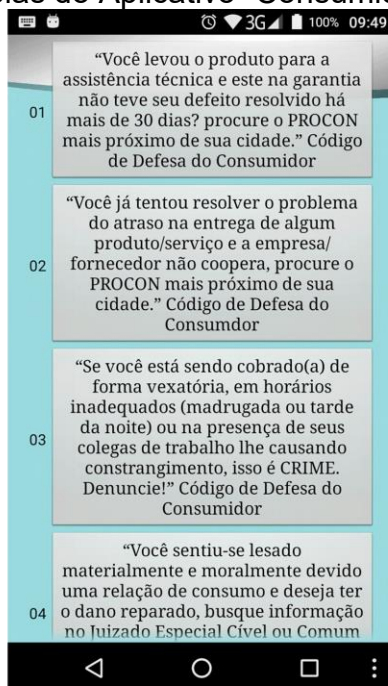 3G 100% 09:49
01
“Você levou o produto para a
assistência técnica e este na garantia
não teve seu defeito resolvido há
mais de 30 dias? procure o PROCON
mais próximo de sua cidade.” Código
de Defesa do Consumidor
02
“Você já tentou resolver o problema
do atraso na entrega de algum
produto/serviço e a empresa/
fornecedor não coopera, procure o
PROCON mais próximo de sua
cidade.” Código de Defesa do
Consumdor
03
“Se você está sendo cobrado(a) de
forma vexatória, em horários
inadequados (madrugada ou tarde
da noite) ou na presença de seus
colegas de trabalho lhe causando
constrangimento, isso é CRIME.
Denuncie!” Código de Defesa do
Consumidor
04
“Você sentiu-se lesado
materialmente e moralmente devido
uma relação de consumo e deseja ter
o dano reparado, busque informação
no Juizado Especial Cível ou Comum